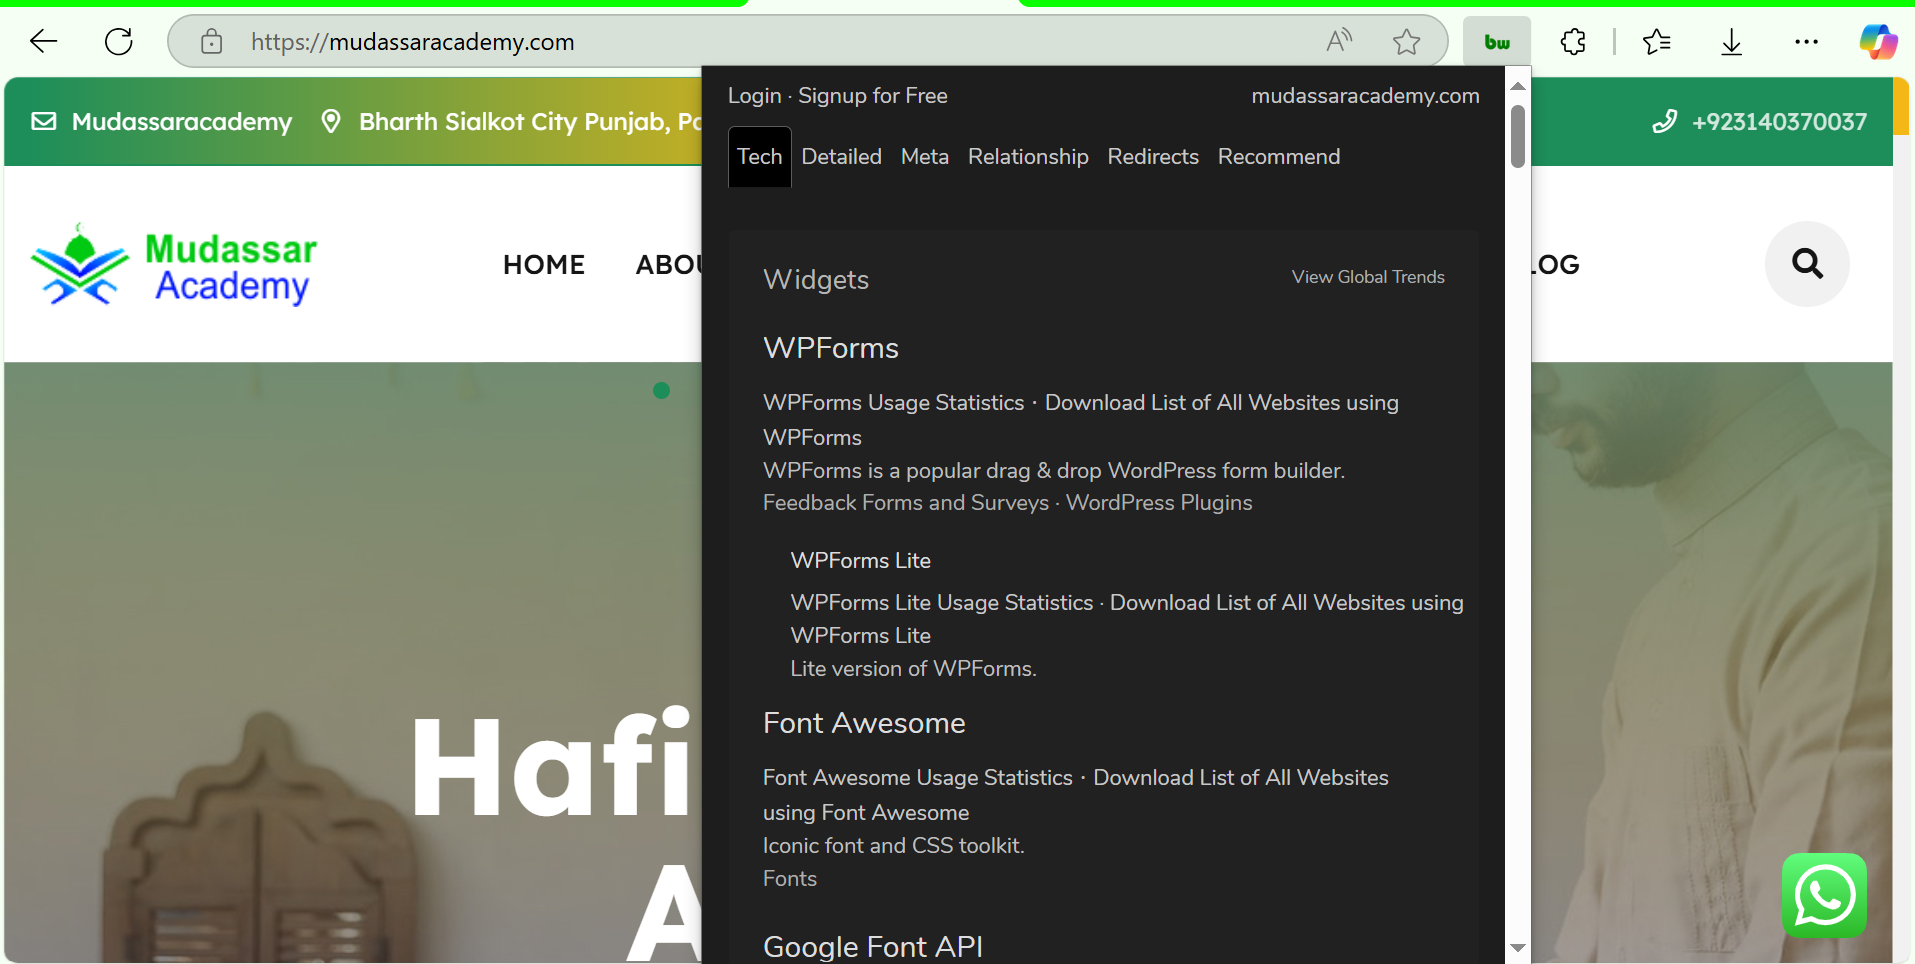 https://mudassaracademy.com
bw
Mudassaracademy
Bharth Sialkot City Punjab,
+923140370037
Mudassar
Academy
HOME
Hafi
A
Login · Signup for Free
mudassaracademy.com
Tech
Detailed
Meta
Relationship
Redirects
Recommend
Widgets
View Global Trends
WPForms
WPForms Usage Statistics · Download List of All Websites using
WPForms
WPForms is a popular drag & drop WordPress form builder.
Feedback Forms and Surveys · WordPress Plugins
WPForms Lite
WPForms Lite Usage Statistics · Download List of All Websites using
WPForms Lite
Lite version of WPForms.
Font Awesome
Font Awesome Usage Statistics · Download List of All Websites
using Font Awesome
Iconic font and CSS toolkit.
Fonts
Google Font API